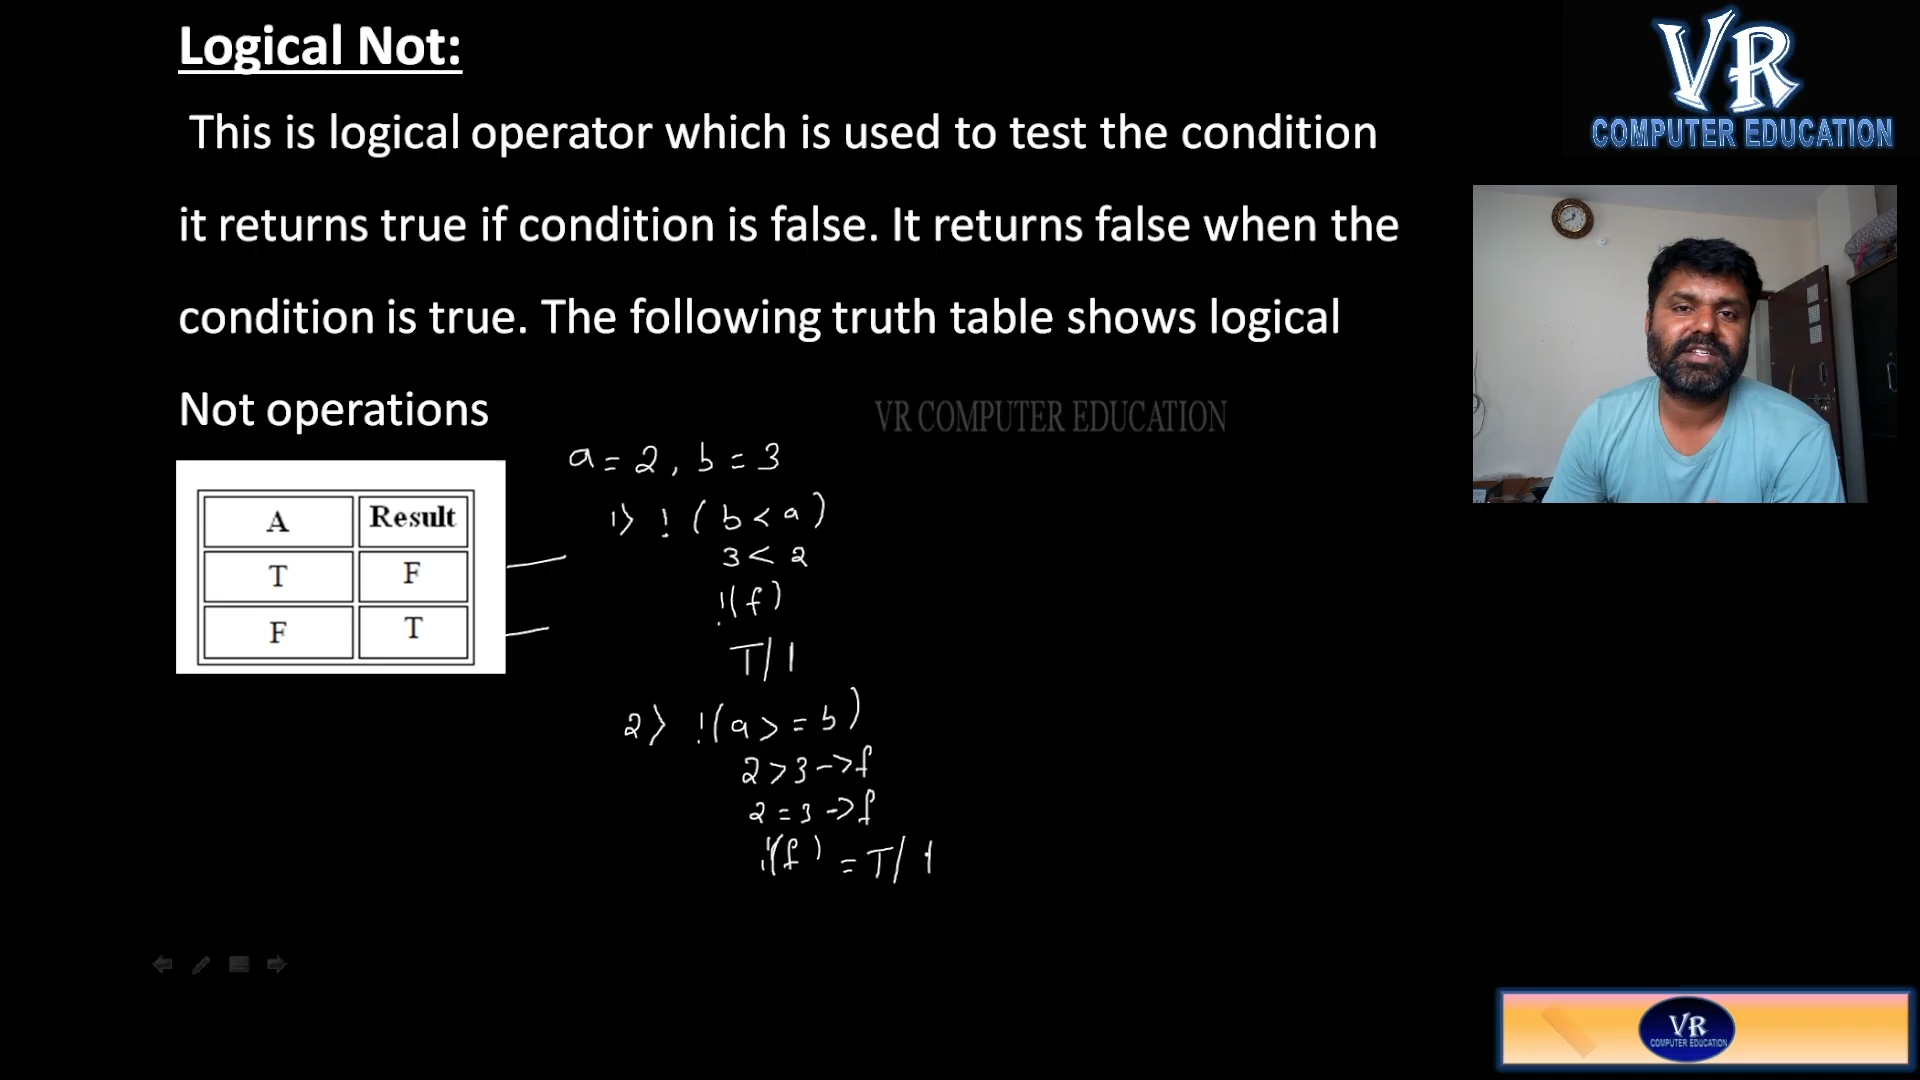 Logical Not:
This is logical operator which is used to test the condition
it returns true if condition is false. It returns false when the
condition is true. The following truth table shows logical
Not operations
A Result
T F
F T
a = 2, b = 3
1) ! (b < a)
3 < 2
!(f)
T/1
2) !(a > = b)
2 > 3 -> f
2 = 3 -> f
!(f) = T/1
VR COMPUTER EDUCATION
VR
COMPUTER EDUCATION
VR
COMPUTER EDUCATION